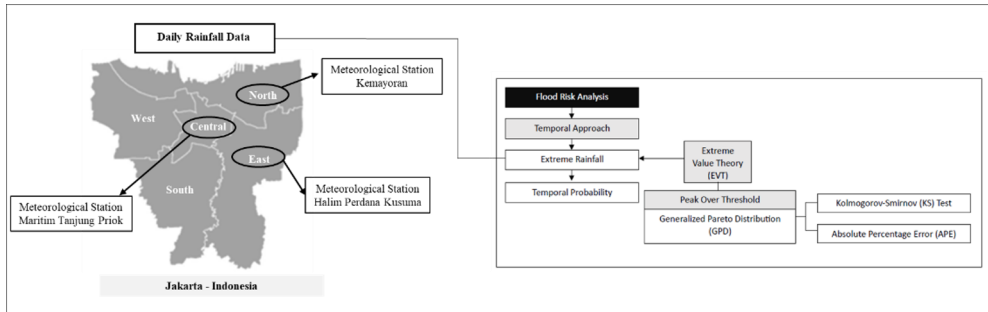 Daily Rainfall Data
Meteorological Station
Kemayoran
North
West
Central
East
South
Meteorological Station
Maritim Tanjung Priok
Meteorological Station
Halim Perdana Kusuma
Jakarta - Indonesia
Flood Risk Analysis
Temporal Approach
Extreme Rainfall
Temporal Probability
Extreme
Value Theory
(EVT)
Peak Over Threshold
Generalized Pareto Distribution
(GPD)
Kolmogorov-Smirnov (KS) Test
Absolute Percentage Error (APE)